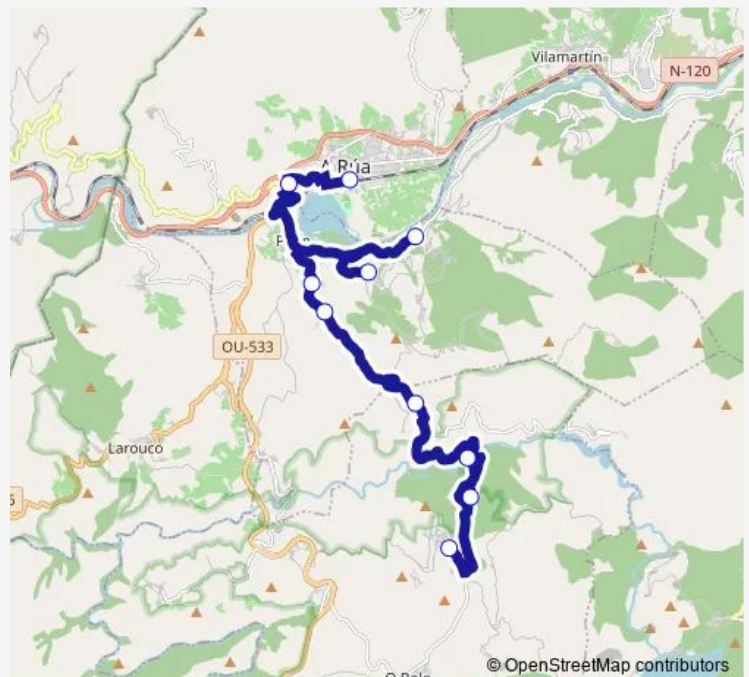 Vilamartín
N-120
A Rúa
OU-533
Larouco
© OpenStreetMap contributors